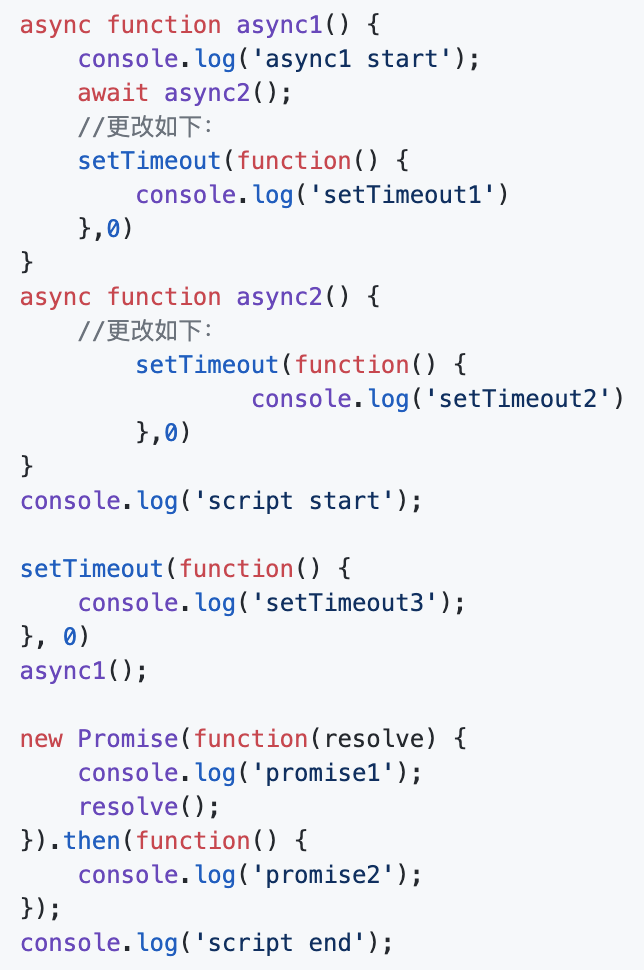 async function async1() {
    console.log('async1 start');
    await async2();
    //更改如下：
    setTimeout(function() {
        console.log('setTimeout1')
    },0)
}
async function async2() {
    //更改如下：
        setTimeout(function() {
                console.log('setTimeout2')
        },0)
}
console.log('script start');

setTimeout(function() {
    console.log('setTimeout3');
}, 0)
async1();

new Promise(function(resolve) {
    console.log('promise1');
    resolve();
}).then(function() {
    console.log('promise2');
});
console.log('script end');